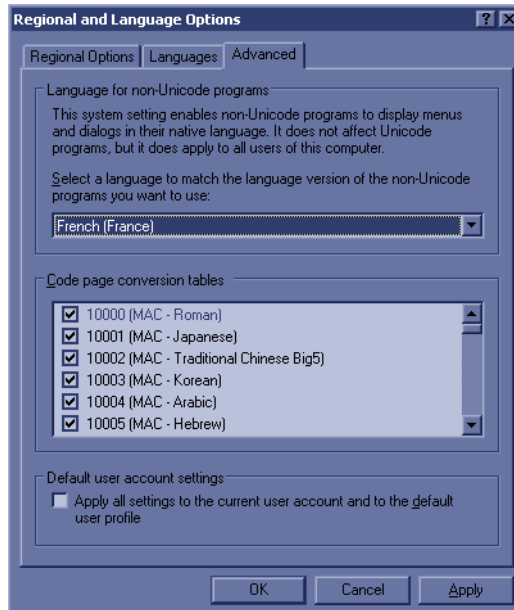 Regional and Language Options
Regional Options Languages Advanced
Language for non-Unicode programs
This system setting enables non-Unicode programs to display menus
and dialogs in their native language. It does not affect Unicode
programs, but it does apply to all users of this computer.
Select a language to match the language version of the non-Unicode
programs you want to use:
French (France)
Code page conversion tables
10000 (MAC - Roman)
10001 (MAC - Japanese)
10002 (MAC - Traditional Chinese Big5)
10003 (MAC - Korean)
10004 (MAC - Arabic)
10005 (MAC - Hebrew)
Default user account settings
Apply all settings to the current user account and to the default
user profile
OK Cancel Apply